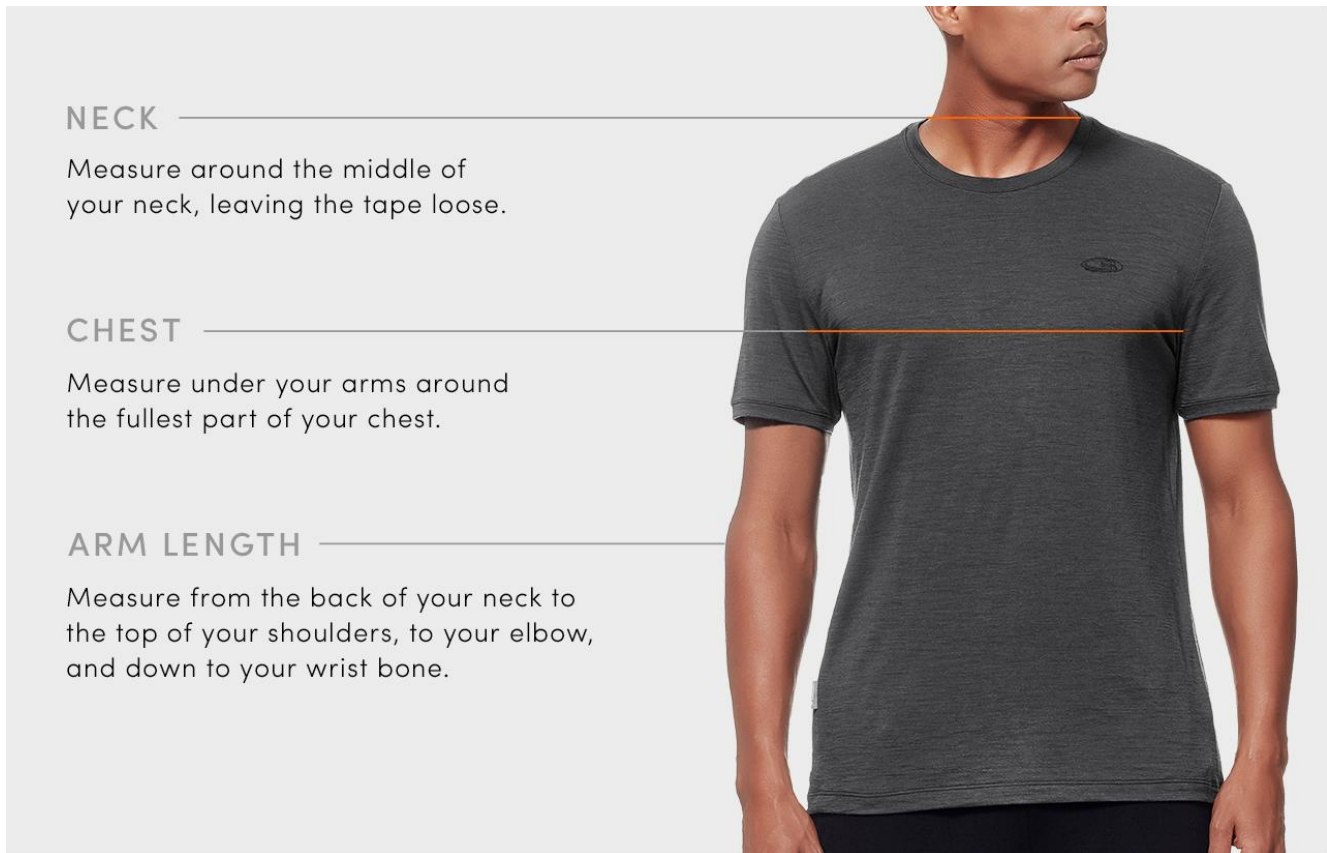 NECK
Measure around the middle of
your neck, leaving the tape loose.
CHEST
Measure under your arms around
the fullest part of your chest.
ARM LENGTH
Measure from the back of your neck to
the top of your shoulders, to your elbow,
and down to your wrist bone.